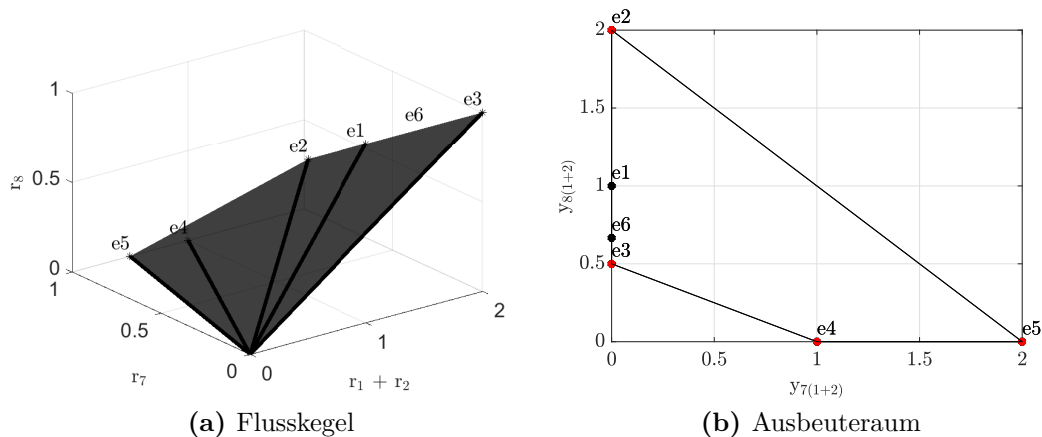 1
0.5
0
r₈
e3
e6
e1
e2
e4
e5
1
0.5
0
r₇
0
1
2
r₁ + r₂
(a) Flusskegel
2
1.5
1
0.5
0
y₈₍₁₊₂₎
e2
e1
e6
e3
e4
e5
0
0.5
1
1.5
2
y₇₍₁₊₂₎
(b) Ausbeuteraum